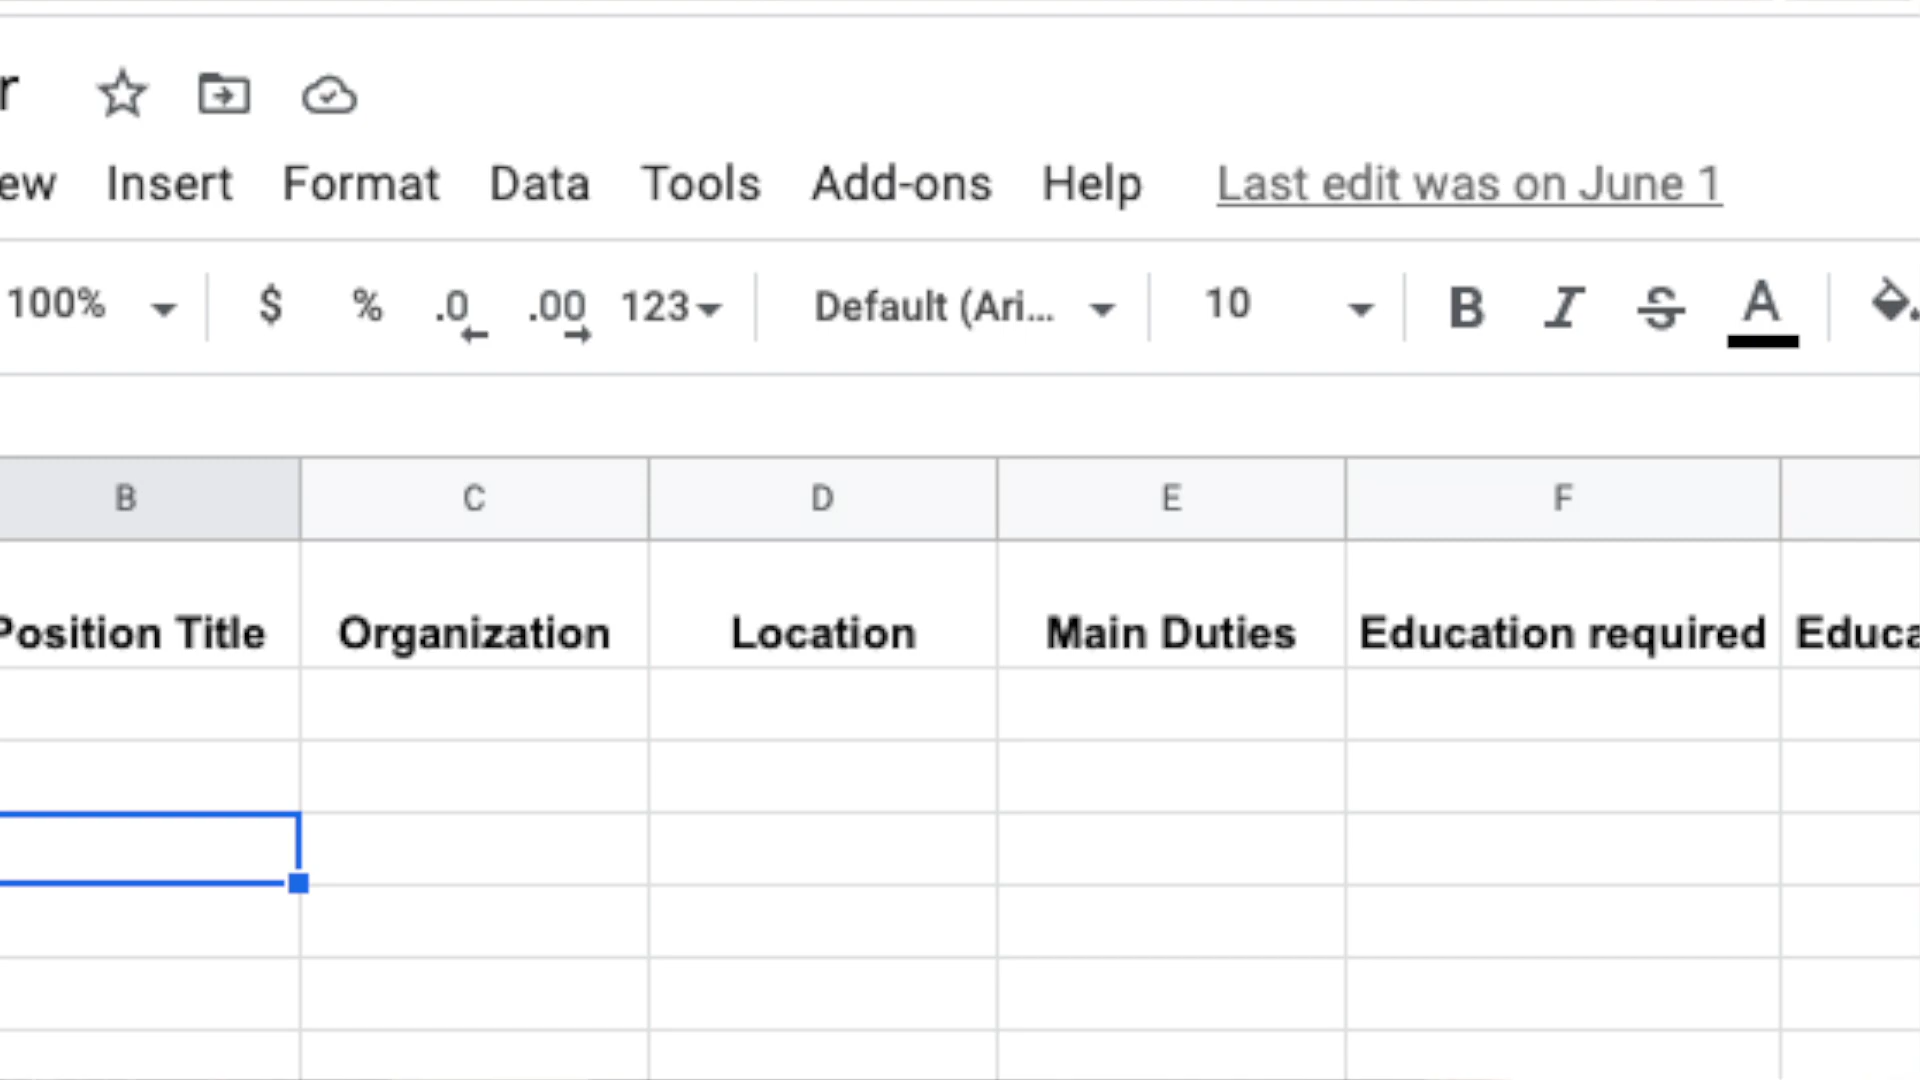 r
ew Insert Format Data Tools Add-ons Help Last edit was on June 1
100% $ % .0 .00 123 Default (Ari... 10 B I S A
B C D E F
Position Title Organization Location Main Duties Education required Educa